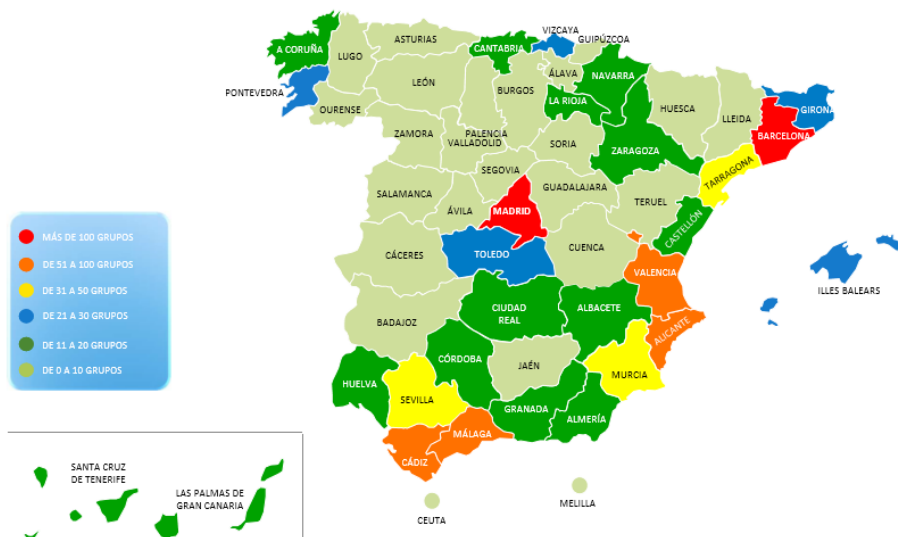 VIZCAYA
ASTURIAS
GUIPÚZCOA
A CORUÑA
LUGO
CANTABRIA
ÁLAVA
NAVARRA
PONTEVEDRA
LEÓN
BURGOS
LA RIOJA
HUESCA
LLEIDA
GIRONA
OURENSE
ZAMORA
PALENCIA
VALLADOLID
SORIA
ZARAGOZA
BARCELONA
TARRAGONA
SEGOVIA
SALAMANCA
ÁVILA
MADRID
GUADALAJARA
TERUEL
CASTELLÓN
CÁCERES
TOLEDO
CUENCA
VALENCIA
ILLES BALEARS
BADAJOZ
CIUDAD
REAL
ALBACETE
ALICANTE
HUELVA
SEVILLA
CÓRDOBA
JAÉN
MURCIA
GRANADA
ALMERÍA
CÁDIZ
MÁLAGA
CEUTA
MELILLA
MÁS DE 100 GRUPOS
DE 51 A 100 GRUPOS
DE 31 A 50 GRUPOS
DE 21 A 30 GRUPOS
DE 11 A 20 GRUPOS
DE 0 A 10 GRUPOS
SANTA CRUZ
DE TENERIFE
LAS PALMAS DE
GRAN CANARIA